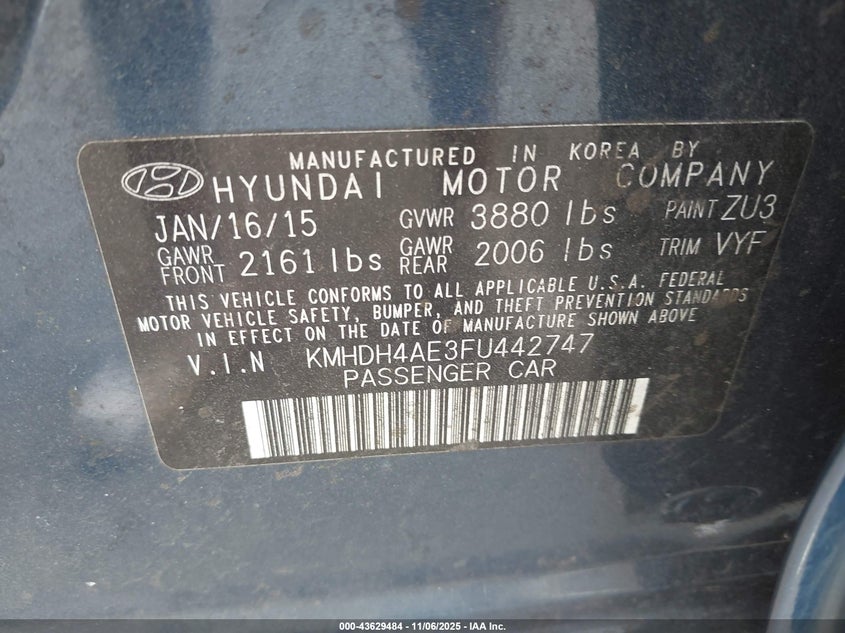 MANUFACTURED IN KOREA BY
HYUNDAI MOTOR COMPANY
JAN/16/15 GVWR 3880 lbs PAINT ZU3
GAWR FRONT 2161 lbs GAWR REAR 2006 lbs TRIM VYF
THIS VEHICLE CONFORMS TO ALL APPLICABLE U.S.A. FEDERAL
MOTOR VEHICLE SAFETY, BUMPER, AND THEFT PREVENTION STANDARDS
IN EFFECT ON THE DATE OF MANUFACTURE SHOWN ABOVE
V.I.N KMHDH4AE3FU442747
PASSENGER CAR
000-43629484 - 11/06/2025 - IAA Inc.